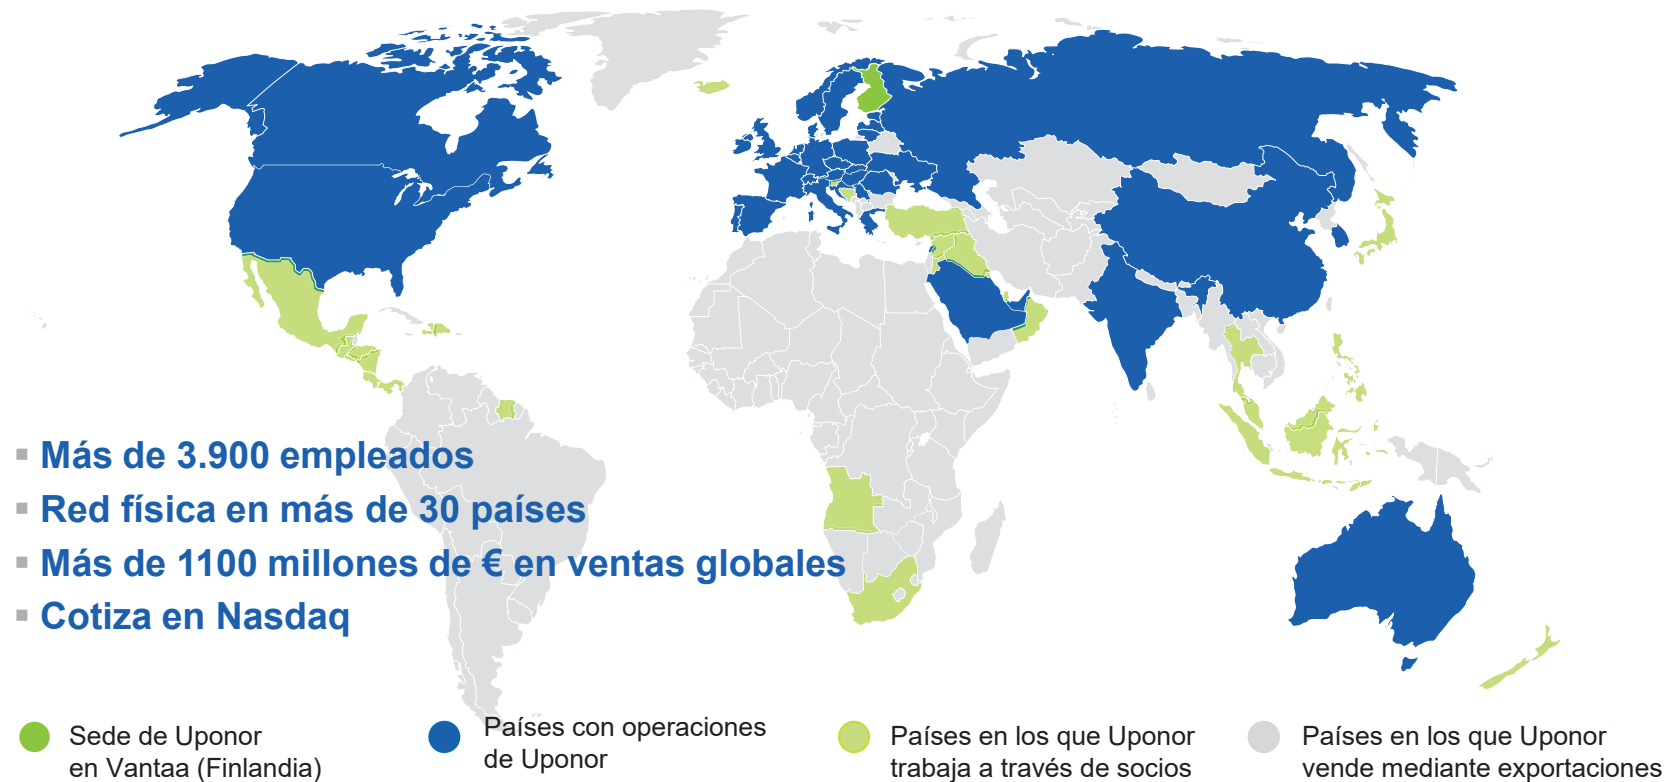 ▪ Más de 3.900 empleados
▪ Red física en más de 30 países
▪ Más de 1100 millones de € en ventas globales
▪ Cotiza en Nasdaq
Sede de Uponor
en Vantaa (Finlandia)
Países con operaciones
de Uponor
Países en los que Uponor
trabaja a través de socios
Países en los que Uponor
vende mediante exportaciones